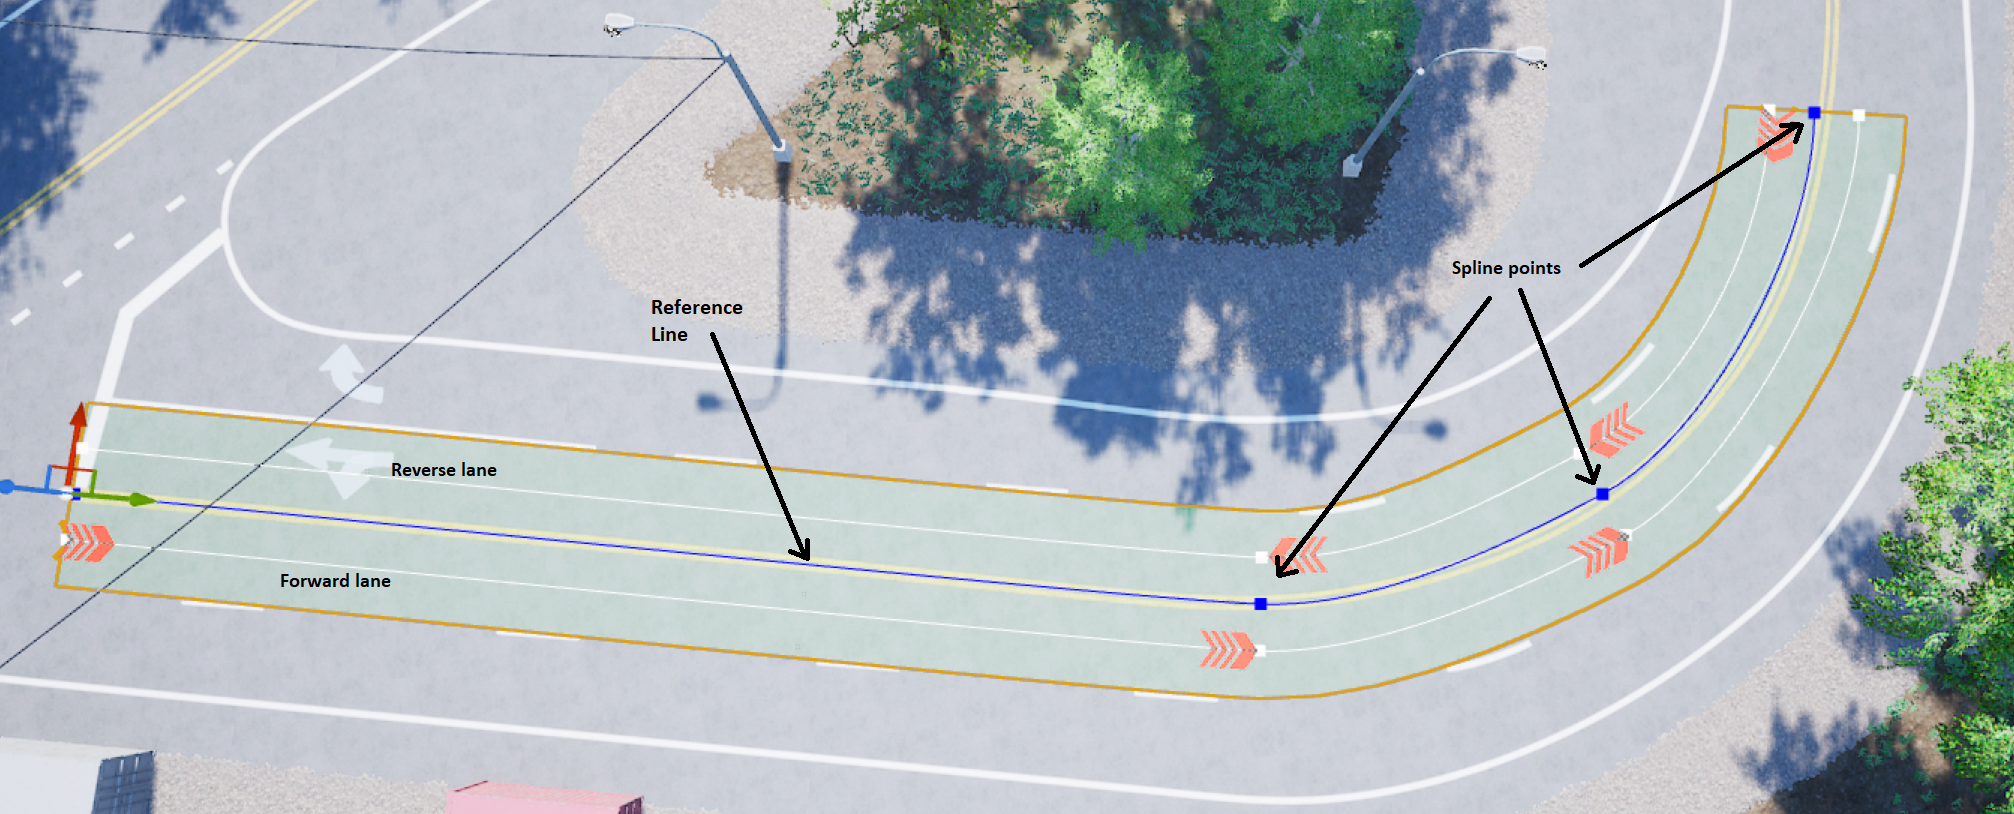 Spline points
Reference
Line
Reverse lane
Forward lane